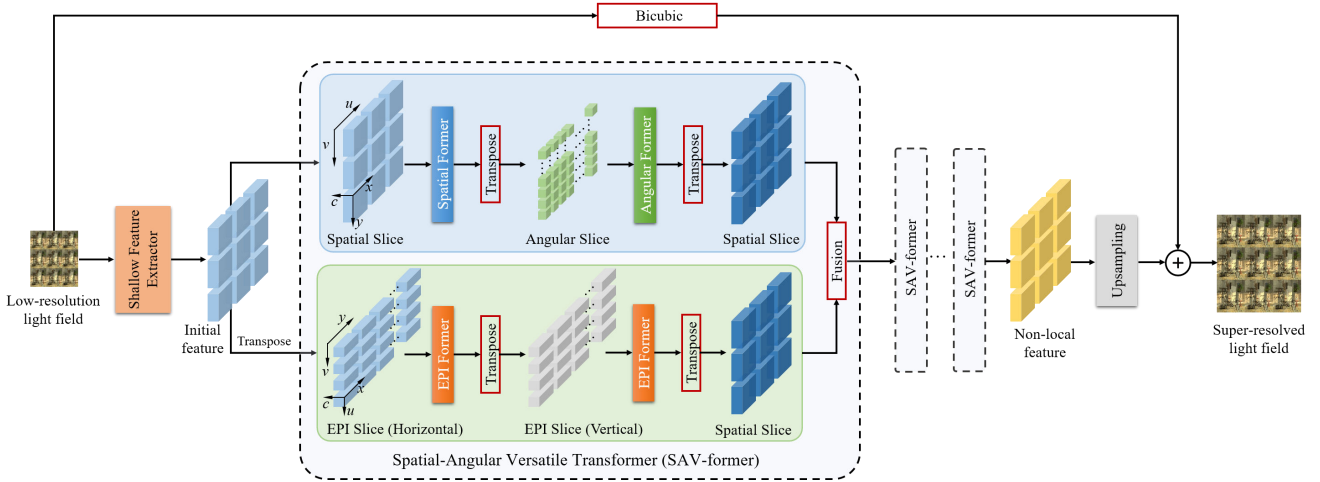 Bicubic
Low-resolution
light field
Shallow Feature
Extractor
Initial
feature
Transpose
u
v
x
c
y
Spatial Slice
Spatial Former
Transpose
Angular Slice
Angular Former
Transpose
Spatial Slice
y
v
x
c
u
EPI Slice (Horizontal)
EPI Former
Transpose
EPI Slice (Vertical)
EPI Former
Transpose
Spatial Slice
Spatial-Angular Versatile Transformer (SAV-former)
Fusion
SAV-former
...
SAV-former
Non-local
feature
Upsampling
+
Super-resolved
light field